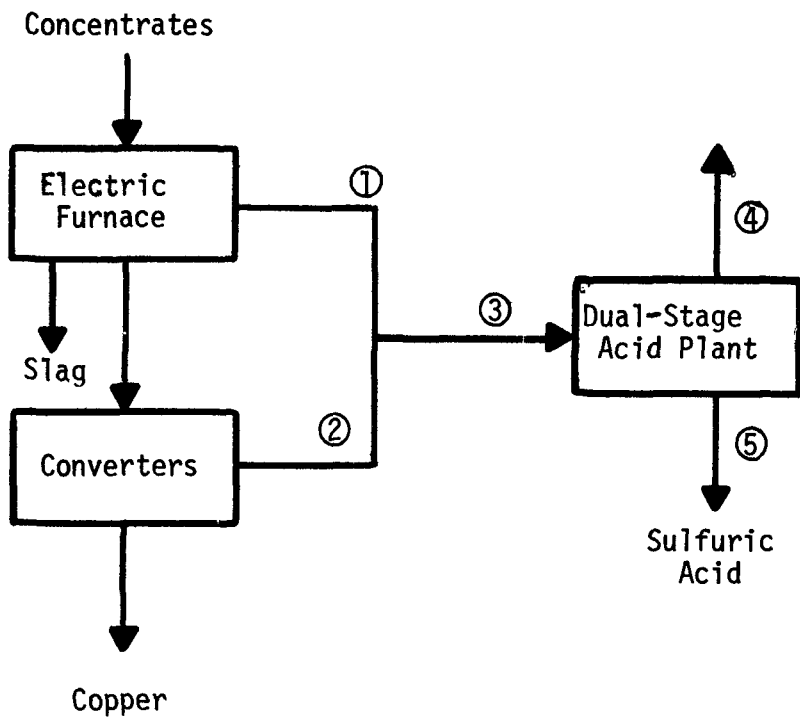 Concentrates
Electric
Furnace
①
Slag
②
Converters
Copper
③
④
Dual-Stage
Acid Plant
⑤
Sulfuric
Acid